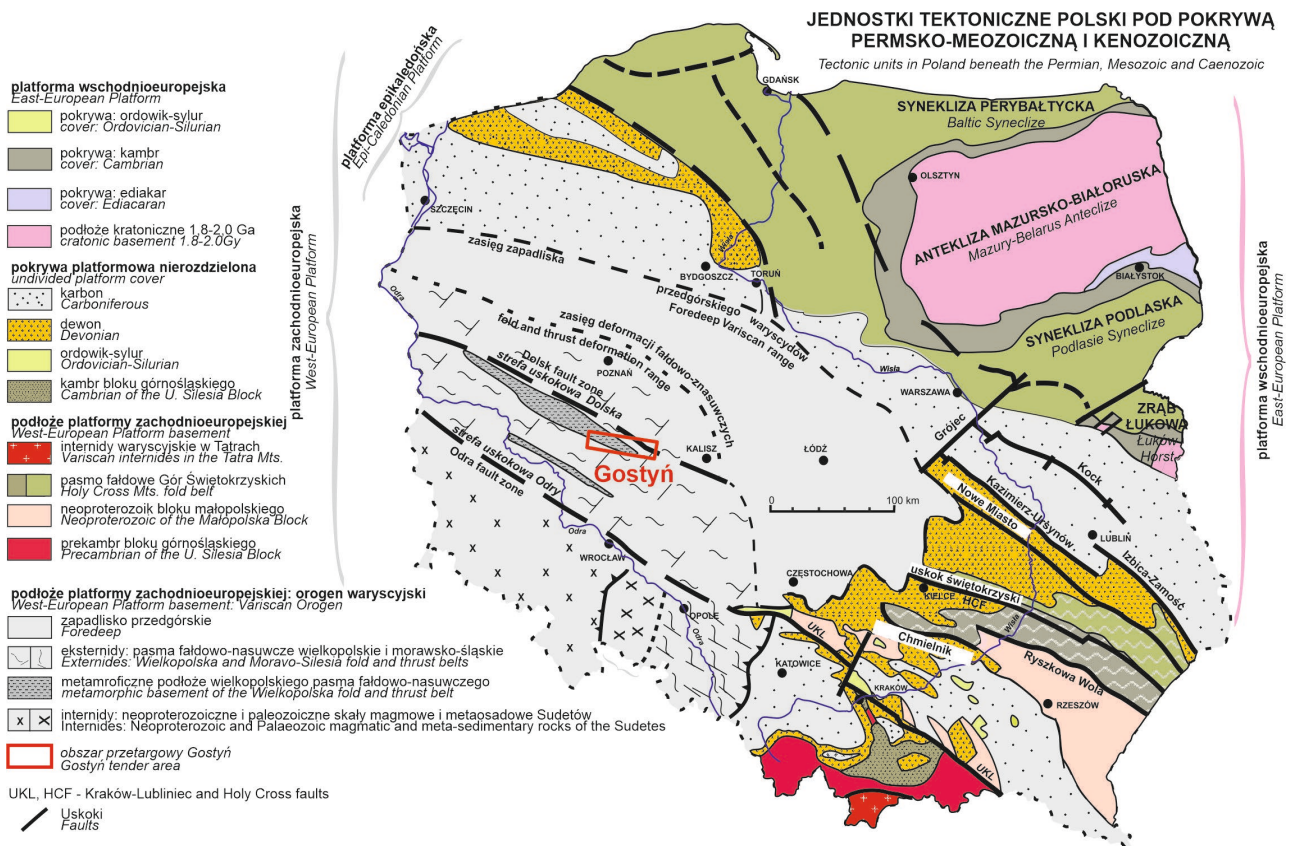 JEDNOSTKI TEKTONICZNE POLSKI POD POKRYWĄ
PERMSKO-MEOZOICZNĄ I KENOZOICZNĄ
Tectonic units in Poland beneath the Permian, Mesozoic and Caenozoic
platforma wschodnioeuropejska
East-European Platform
pokrywa: ordowik-sylur
cover: Ordovician-Silurian
pokrywa: kambr
cover: Cambrian
pokrywa: ediakar
cover: Ediacaran
podłoże kratoniczne 1.8-2.0 Ga
cratonic basement 1.8-2.0Gy
pokrywa platformowa nierozdzielona
undivided platform cover
karbon
Carboniferous
dewon
Devonian
ordowik-sylur
Ordovician-Silurian
kambr bloku górnośląskiego
Cambrian of the U. Silesia Block
podłoże platformy zachodnioeuropejskiej
West-European Platform basement
internidy waryscyjskie w Tatrach
Variscan internides in the Tatra Mts.
pasmo fałdowe Gór Świętokrzyskich
Holy Cross Mts. fold belt
neoproterozoik bloku małopolskiego
Neoproterozoic of the Małopolska Block
prekambr bloku górnośląskiego
Precambrian of the U. Silesia Block
podłoże platformy zachodnioeuropejskiej: orogen waryscyjski
West-European Platform basement: Variscan Orogen
zapadlisko przedgórskie
Foredeep
eksternidy: pasma fałdowo-nasuwcze wielkopolskie i morawsko-śląskie
Externides: Wielkopolska and Moravo-Silesia fold and thrust belts
metamroficzne podłoże wielkopolskiego pasma fałdowo-nasuwczego
metamorphic basement of the Wielkopolska fold and thrust belt
x x
internidy: neoproterozoiczne i paleozoiczne skały magmowe i metaosadowe Sudetów
Internides: Neoproterozoic and Palaeozoic magmatic and meta-sedimentary rocks of the Sudetes
obszar przetargowy Gostyń
Gostyń tender area
UKL, HCF - Kraków-Lubliniec and Holy Cross faults
Uskoki
Faults
platforma zachodnioeuropejska
West-European Platform
platforma epikaledońska
Epi-Caledonian Platform
platforma wschodnioeuropejska
East-European Platform
GDAŃSK
SYNEKLIZA PERYBAŁTYCKA
Baltic Syneclize
OLSZTYN
ANTEKLIZA MAZURSKO-BIAŁORUSKA
Mazury-Belarus Anteclize
BIAŁYSTOK
SYNEKLIZA PODLASKA
Podlasie Syneclize
SZCZĘCIN
Wisła
BYDGOSZCZ
TORUŃ
zasięg zapadliska
przedgórskiego waryscydów
Foredeep Variscan range
Odra
zasięg deformacji fałdowo-znasuwczych
fold and thrust deformation range
POZNAŃ
Dolsk fault zone
strefa uskokowa Dolska
Wisła
WARSZAWA
ZRĄB
ŁUKOWA
Łuków
Horst
Grójec
Kock
strefa uskokowa Odry
Odra fault zone
Gostyń
KALISZ
ŁÓDŹ
0 100 km
Kazimierz-Ursynów
Nowe Miasto
LUBLIŃ
Izbica-Zamość
Odra
WROCŁAW
CZĘSTOCHOWA
uskok świętokrzyski
KIELCE
HCF
Wisła
OPOLE
Odra
UKL
Chmielnik
Ryszkowa Wola
KATOWICE
KRAKÓW
RZESZÓW
UKL